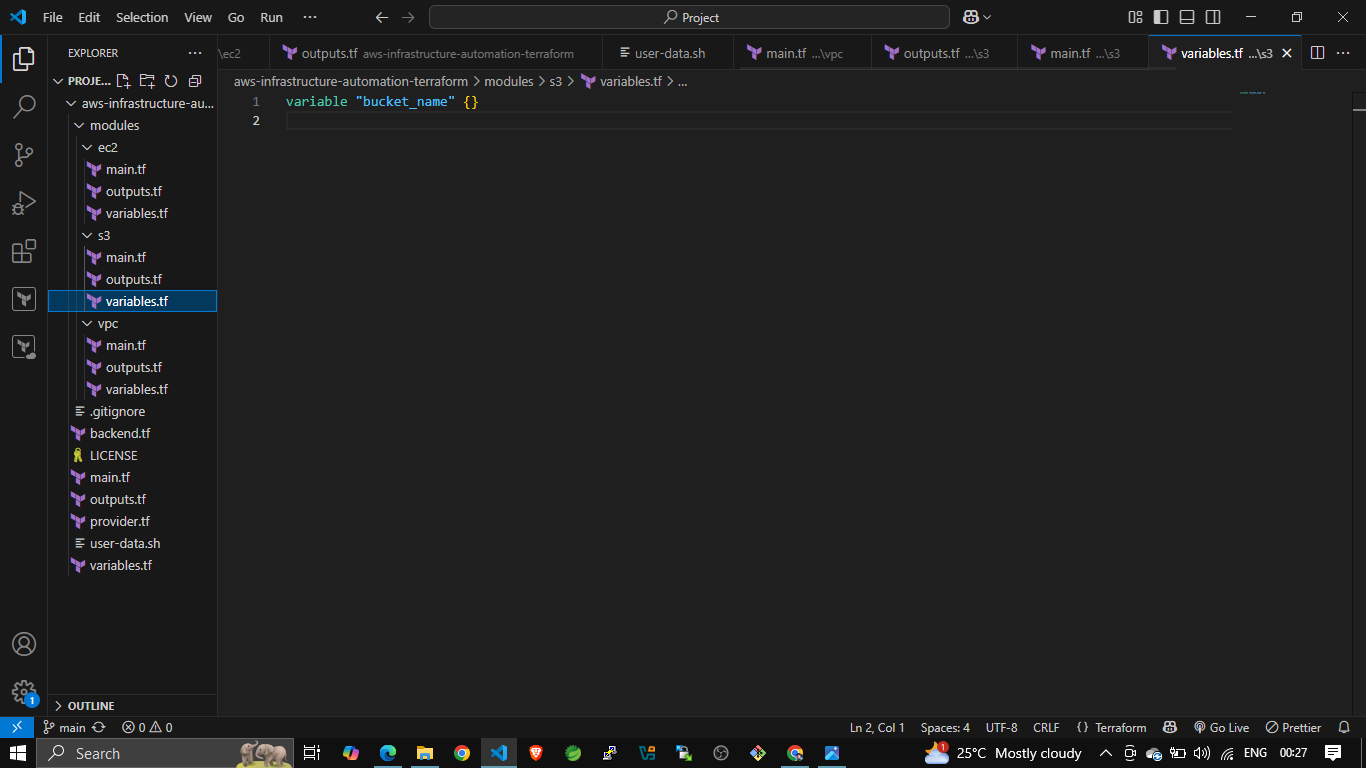 File Edit Selection View Go Run ··· Project
EXPLORER ···
\ec2 outputs.tf aws-infrastructure-automation-terraform user-data.sh main.tf ...\vpc outputs.tf ...\s3 main.tf ...\s3 variables.tf ...\s3
PROJE...
aws-infrastructure-automation-terraform > modules > s3 > variables.tf > ...
1 variable "bucket_name" {}
2
aws-infrastructure-au...
modules
ec2
main.tf
outputs.tf
variables.tf
s3
main.tf
outputs.tf
variables.tf
vpc
main.tf
outputs.tf
variables.tf
.gitignore
backend.tf
LICENSE
main.tf
outputs.tf
provider.tf
user-data.sh
variables.tf
1
OUTLINE
main 0 0 Ln 2, Col 1 Spaces: 4 UTF-8 CRLF {} Terraform Go Live Prettier
Search 1 25°C Mostly cloudy ENG 00:27